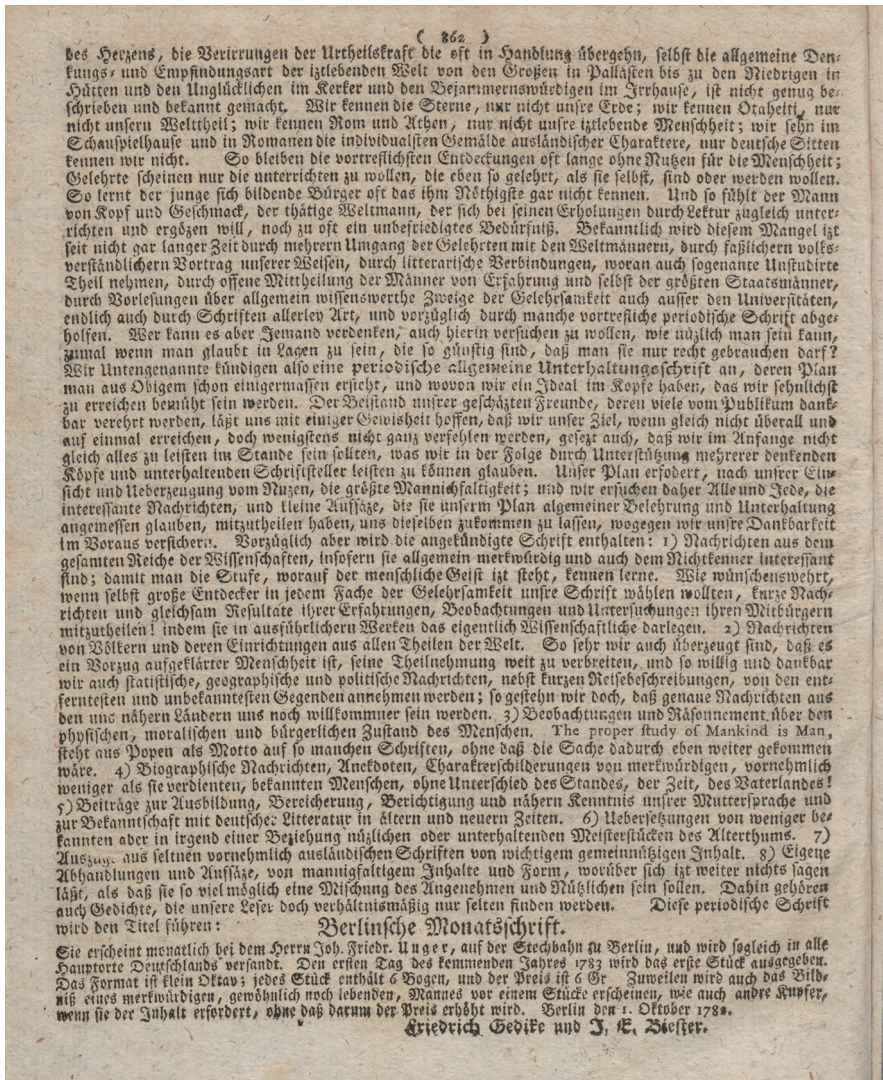 ( 862 )
des Herzens, die Verirrungen der Urtheilskraft die oft in Handlung übergehn, selbst die allgemeine Den-
kungs- und Empfindungsart der iztlebenden Welt von den Großen in Pallästen bis zu den Niedrigen in
Hütten und den Unglücklichen im Kerker und den Bejammernswürdigen im Irrhause, ist nicht genug be-
schrieben und bekannt gemacht. Wir kennen die Sterne, nur nicht unsre Erde; wir kennen Otaheiti, nur
nicht unsern Welttheil; wir kennen Rom und Athen, nur nicht unsre iztlebende Menschheit; wir sehn im
Schauspielhause und in Romanen die individualsten Gemälde ausländischer Charaktere, nur deutsche Sitten
kennen wir nicht. So bleiben die vortreflichsten Entdeckungen oft lange ohne Nutzen für die Menschheit;
Gelehrte scheinen nur die unterrichten zu wollen, die eben so gelehrt, als sie selbst, sind oder werden wollen.
So lernt der junge sich bildende Bürger oft das ihm Nöthigste gar nicht kennen. Und so fühlt der Mann
von Kopf und Geschmack, der thätige Weltmann, der sich bei seinen Erholungen durch Lektur zugleich unter-
richten und ergözen will, noch zu oft ein unbefriedigtes Bedürfniß. Bekanntlich wird diesem Mangel izt
seit nicht gar langer Zeit durch mehrern Umgang der Gelehrten mit den Weltmännern, durch faßlichern volks-
verständlichern Vortrag unserer Weisen, durch litterarische Verbindungen, woran auch sogenante Unstudirte
Theil nehmen, durch offene Mittheilung der Männer von Erfahrung und selbst der größten Staatsmänner,
durch Vorlesungen über allgemein wissenswerthe Zweige der Gelehrsamkeit auch ausser den Universitäten,
endlich auch durch Schriften allerley Art, und vorzüglich durch manche vortrefliche periodische Schrift abge-
holfen. Wer kann es aber Jemand verdenken, auch hierin versuchen zu wollen, wie nüzlich man sein kann,
zumal wenn man glaubt in Lagen zu sein, die so günstig sind, daß man sie nur recht gebrauchen darf?
Wir Untengenannte kündigen also eine periodische allgemeine Unterhaltungsschrift an, deren Plan
man aus Obigem schon einigermassen ersieht, und wovon wir ein Ideal im Kopfe haben, das wir sehnlichst
zu erreichen bemüht sein werden. Der Beistand unsrer geschäzten Freunde, deren viele vom Publikum dank-
bar verehrt werden, läßt uns mit einiger Gewisheit hoffen, daß wir unser Ziel, wenn gleich nicht überall und
auf einmal erreichen, doch wenigstens nicht ganz verfehlen werden, gesezt auch, daß wir im Anfange nicht
gleich alles zu leisten im Stande sein sollten, was wir in der Folge durch Unterstützung mehrerer denkenden
Köpfe und unterhaltenden Schriftsteller leisten zu können glauben. Unser Plan erfodert, nach unsrer Ein-
sicht und Ueberzeugung vom Nuzen, die größte Mannichfaltigkeit; und wir ersuchen daher Alle und Jede, die
interessante Nachrichten, und kleine Aufsäze, die sie unserm Plan algemeiner Belehrung und Unterhaltung
angemessen glauben, mitzutheilen haben, uns dieselben zukommen zu lassen, wogegen wir unsre Dankbarkeit
im Voraus versichern. Vorzüglich aber wird die angekündigte Schrift enthalten: 1) Nachrichten aus dem
gesamten Reiche der Wissenschaften, insofern sie allgemein merkwürdig und auch dem Nichtkenner interessant
sind; damit man die Stufe, worauf der menschliche Geist izt steht, kennen lerne. Wie wünschenswehrt,
wenn selbst große Entdecker in jedem Fache der Gelehrsamkeit unsre Schrift wählen wollten, kurze Nach-
richten und gleichsam Resultate ihrer Erfahrungen, Beobachtungen und Untersuchungen ihren Mitbürgern
mitzutheilen! indem sie in ausführlichern Werken das eigentlich Wissenschaftliche darlegen. 2) Nachrichten
von Völkern und deren Einrichtungen aus allen Theilen der Welt. So sehr wir auch überzeugt sind, daß es
ein Vorzug aufgeklärter Menschheit ist, seine Theilnehmung weit zu verbreiten, und so willig und dankbar
wir auch statistische, geographische und politische Nachrichten, nebst kurzen Reisebeschreibungen, von den ent-
ferntesten und unbekanntesten Gegenden annehmen werden; so gestehn wir doch, daß genaue Nachrichten aus
den uns nähern Ländern uns noch willkommner sein werden. 3) Beobachtungen und Räsonnement über den
physischen, moralischen und bürgerlichen Zustand des Menschen. The proper study of Mankind is Man,
steht aus Popen als Motto auf so manchen Schriften, ohne daß die Sache dadurch eben weiter gekommen
wäre. 4) Biographische Nachrichten, Anekdoten, Charakterschilderungen von merkwürdigen, vornehmlich
weniger als sie verdienten, bekannten Menschen, ohne Unterschied des Standes, der Zeit, des Vaterlandes!
5) Beiträge zur Ausbildung, Bereicherung, Berichtigung und nähern Kenntnis unsrer Muttersprache und
zur Bekanntschaft mit deutscher Litteratur in ältern und neuern Zeiten. 6) Uebersetzungen von weniger be-
kannten aber in irgend einer Beziehung nüzlichen oder unterhaltenden Meisterstücken des Alterthums. 7)
Auszüge aus seltnen vornehmlich ausländischen Schriften von wichtigem gemeinnützigen Inhalt. 8) Eigene
Abhandlungen und Aufsäze, von mannigfaltigem Inhalte und Form, worüber sich izt weiter nichts sagen
läßt, als daß sie so viel möglich eine Mischung des Angenehmen und Nützlichen sein sollen. Dahin gehören
auch Gedichte, die unsere Leser doch verhältnismäßig nur selten finden werden. Diese periodische Schrift
wird den Titel führen: Berlinsche Monatsschrift.
Sie erscheint monatlich bei dem Herrn Joh. Friedr. Unger, auf der Stechbahn zu Berlin, und wird sogleich in alle
Hauptorte Deutschlands versandt. Den ersten Tag des kommenden Jahres 1783 wird das erste Stück ausgegeben.
Das Format ist klein Oktav; jedes Stück enthält 6 Bogen, und der Preis ist 6 Gr Zuweilen wird auch das Bild-
niß eines merkwürdigen, gewöhnlich noch lebenden, Mannes vor einem Stücke erscheinen, wie auch andre Kupfer,
wenn sie der Inhalt erfordert, ohne daß darum der Preis erhöht wird. Berlin den 1. Oktober 1782.
Friedrich Gedike und J. E. Biester.